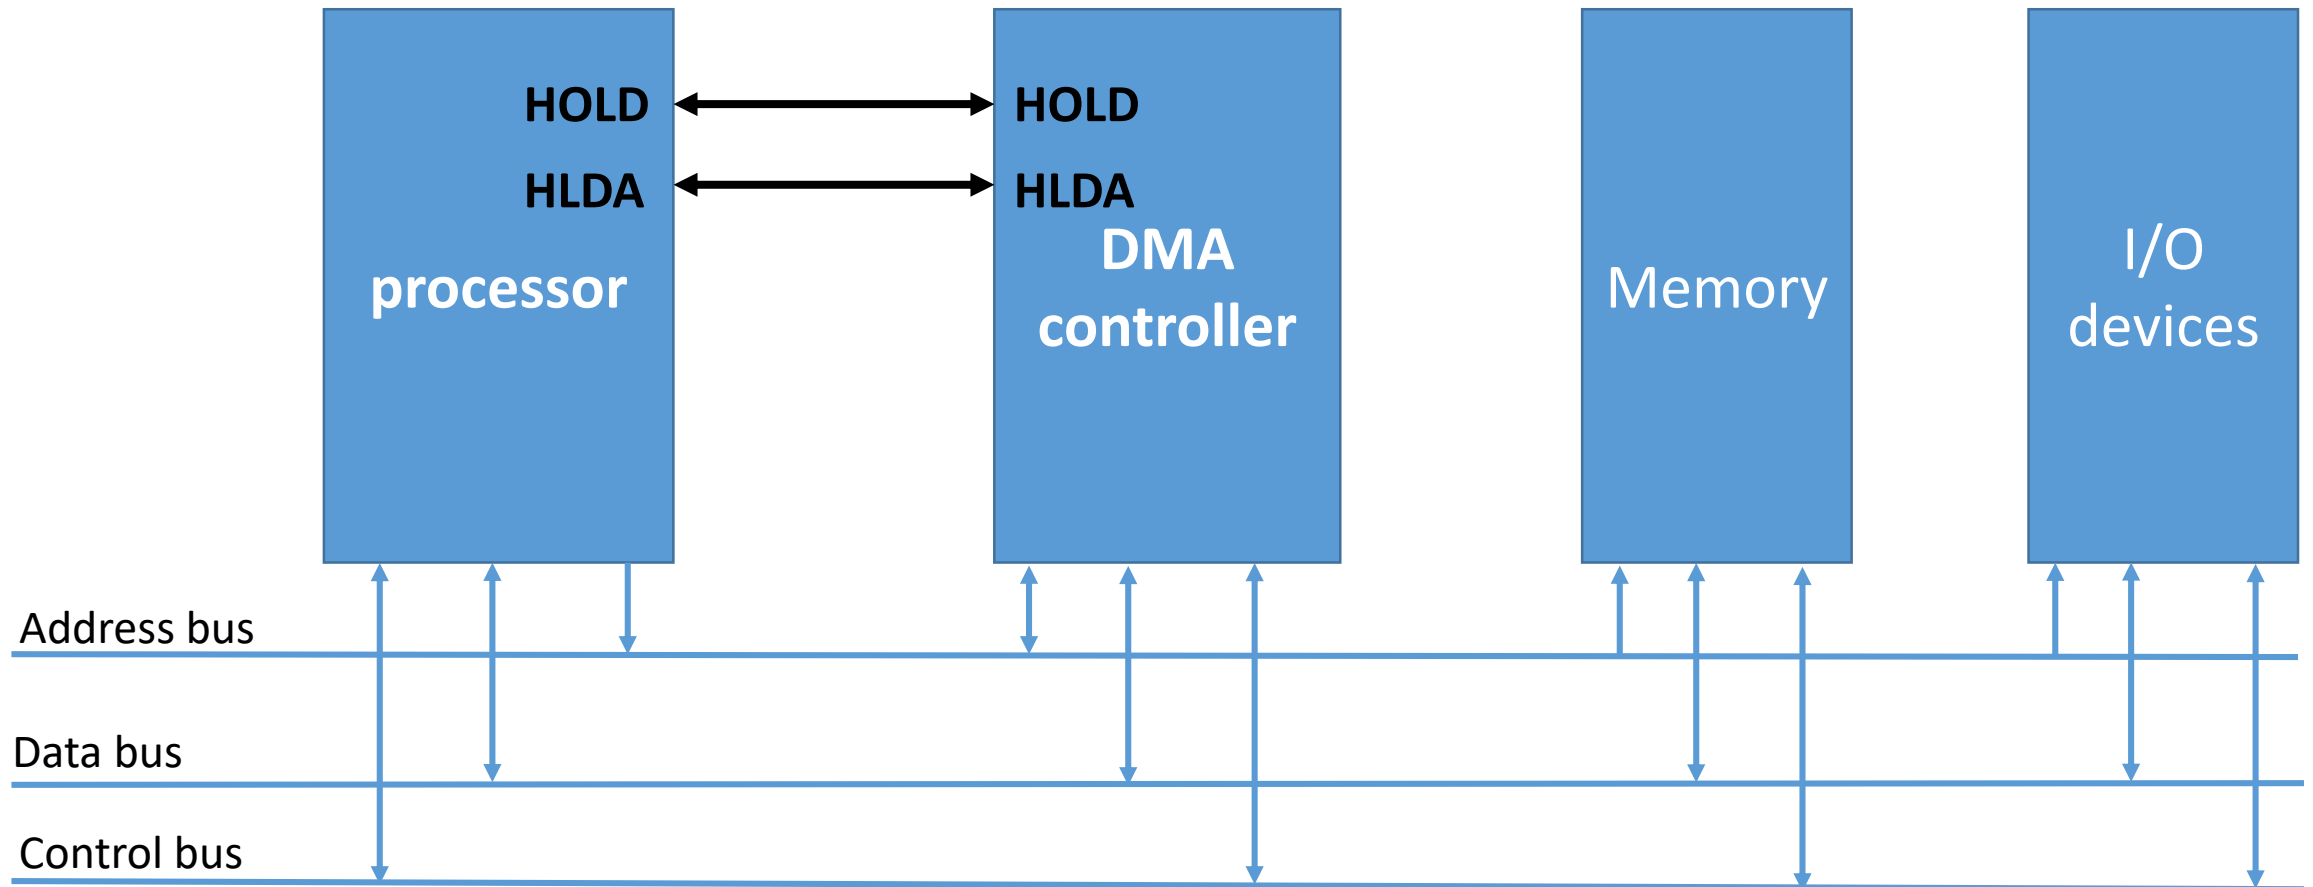 HOLD
HLDA
processor
HOLD
HLDA
DMA
controller
Memory
I/O
devices
Address bus
Data bus
Control bus